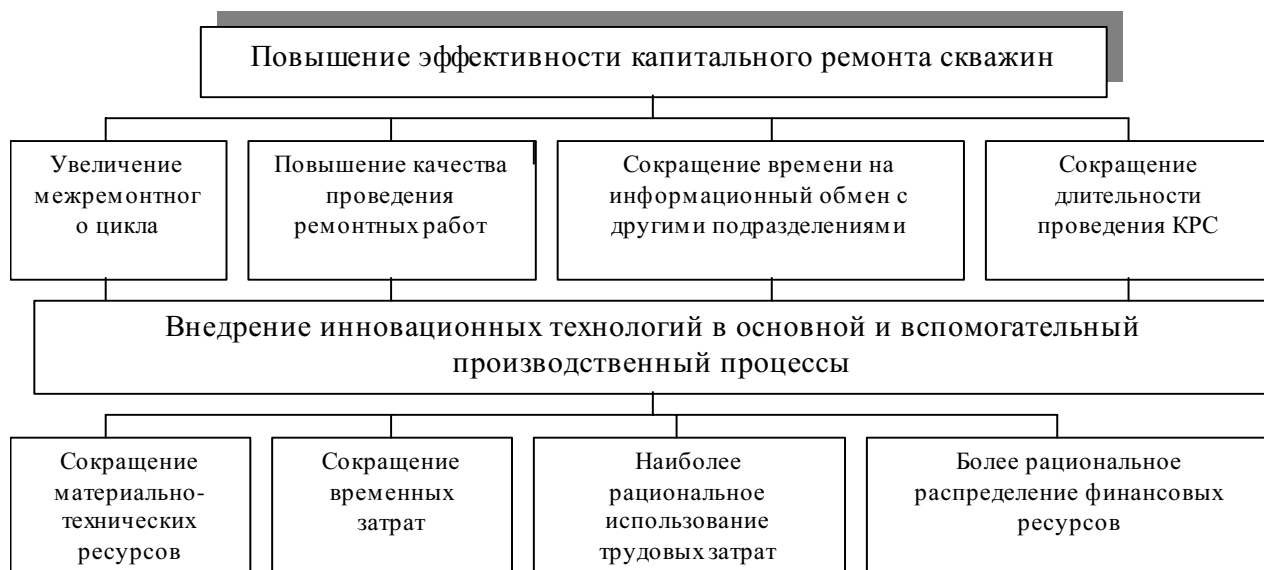 Повышение эффективности капитального ремонта скважин
Увеличение
межремонтног
о цикла
Повышение качества
проведения
ремонтных работ
Сокращение времени на
информационный обмен с
другими подразделениями
Сокращение
длительности
проведения КРС
Внедрение инновационных технологий в основной и вспомогательный
производственный процессы
Сокращение
материально-
технических
ресурсов
Сокращение
временных
затрат
Наиболее
рациональное
использование
трудовых затрат
Более рациональное
распределение финансовых
ресурсов